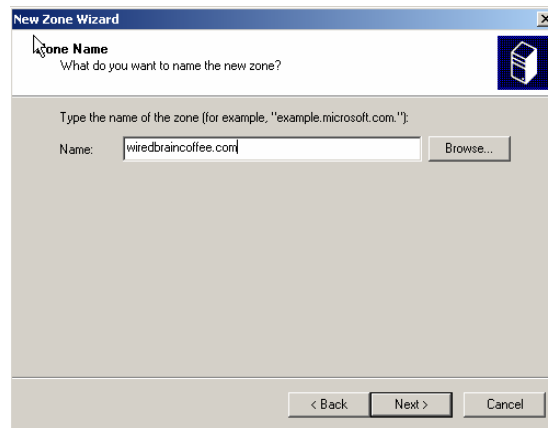 New Zone Wizard
Zone Name
What do you want to name the new zone?
Type the name of the zone (for example, "example.microsoft.com."):
Name: wiredbraincoffee.com Browse...
< Back Next > Cancel